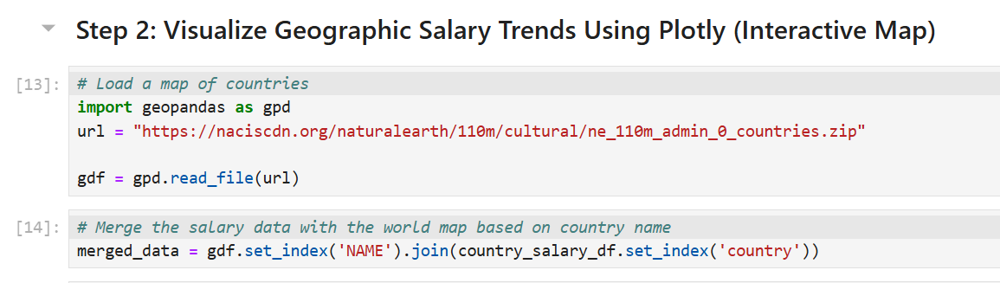 Step 2: Visualize Geographic Salary Trends Using Plotly (Interactive Map)
[13]:
# Load a map of countries
import geopandas as gpd
url = "https://naciscdn.org/naturalearth/110m/cultural/ne_110m_admin_0_countries.zip"
gdf = gpd.read_file(url)
[14]:
# Merge the salary data with the world map based on country name
merged_data = gdf.set_index('NAME').join(country_salary_df.set_index('country'))